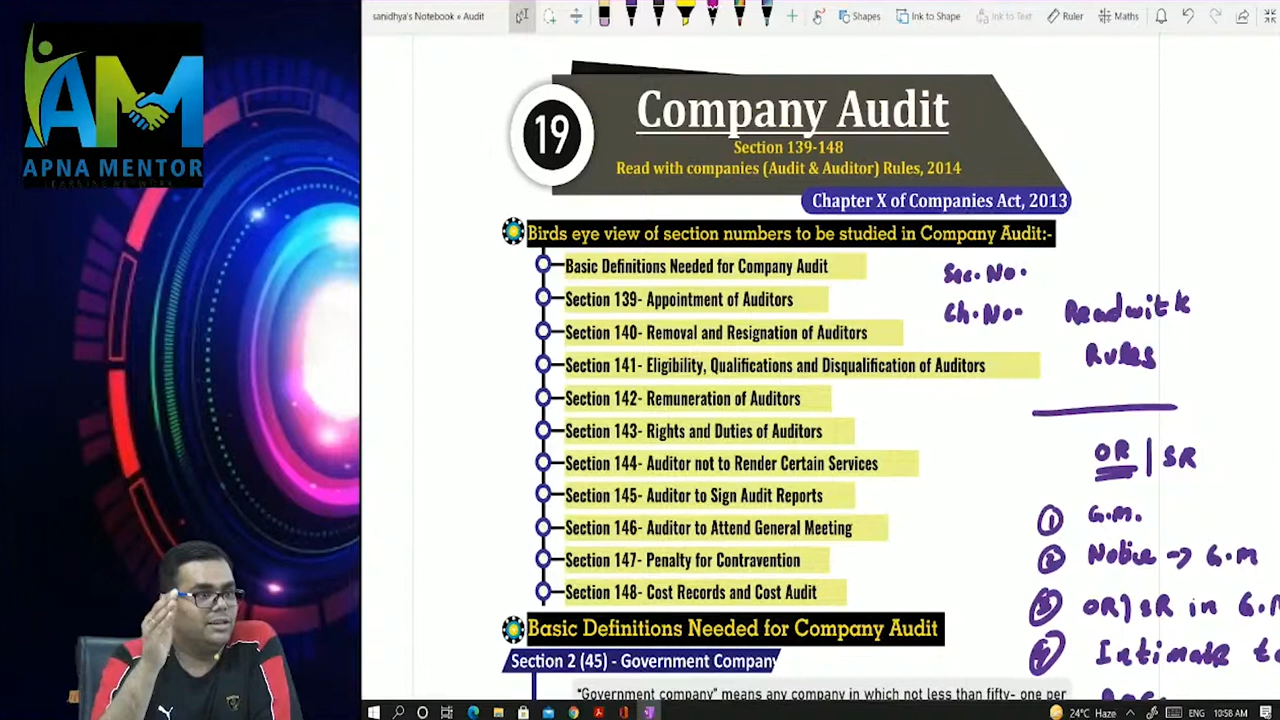 sanidhya's Notebook » Audit
Shapes
Ink to Shape
Ink to Text
Ruler
Maths
AM
APNA MENTOR
LEARNING NETWORK
19
Company Audit
Section 139-148
Read with companies (Audit & Auditor) Rules, 2014
Chapter X of Companies Act, 2013
Birds eye view of section numbers to be studied in Company Audit:-
Basic Definitions Needed for Company Audit
Section 139- Appointment of Auditors
Section 140- Removal and Resignation of Auditors
Section 141- Eligibility, Qualifications and Disqualification of Auditors
Section 142- Remuneration of Auditors
Section 143- Rights and Duties of Auditors
Section 144- Auditor not to Render Certain Services
Section 145- Auditor to Sign Audit Reports
Section 146- Auditor to Attend General Meeting
Section 147- Penalty for Contravention
Section 148- Cost Records and Cost Audit
Sec. No.
Ch. No.
Read with
Rules
OR | SR
1 G.M.
2 Notice → G.M
3 OR/SR in G.M
4 Intimate to
Basic Definitions Needed for Company Audit
Section 2 (45) - Government Company
"Government company" means any company in which not less than fifty- one per
24°C Haze
ENG
10:58 AM